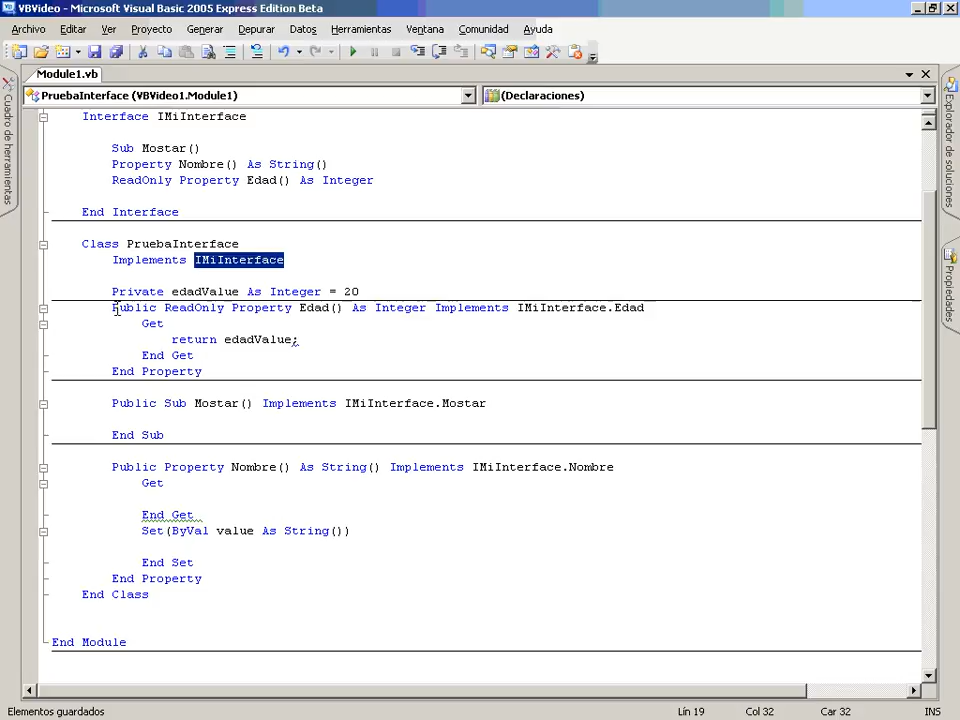 VBVideo - Microsoft Visual Basic 2005 Express Edition Beta
Archivo Editar Ver Proyecto Generar Depurar Datos Herramientas Ventana Comunidad Ayuda
Module1.vb
PruebaInterface (VBVideo1.Module1) (Declaraciones)
Cuadro de herramientas
Interface IMiInterface
Sub Mostar()
Property Nombre() As String()
ReadOnly Property Edad() As Integer
End Interface
Class PruebaInterface
Implements IMiInterface
Private edadValue As Integer = 20
Public ReadOnly Property Edad() As Integer Implements IMiInterface.Edad
Get
return edadValue;
End Get
End Property
Public Sub Mostar() Implements IMiInterface.Mostar
End Sub
Public Property Nombre() As String() Implements IMiInterface.Nombre
Get
End Get
Set(ByVal value As String())
End Set
End Property
End Class
End Module
Explorador de soluciones
Propiedades
Elementos guardados Lín 19 Col 32 Car 32 INS